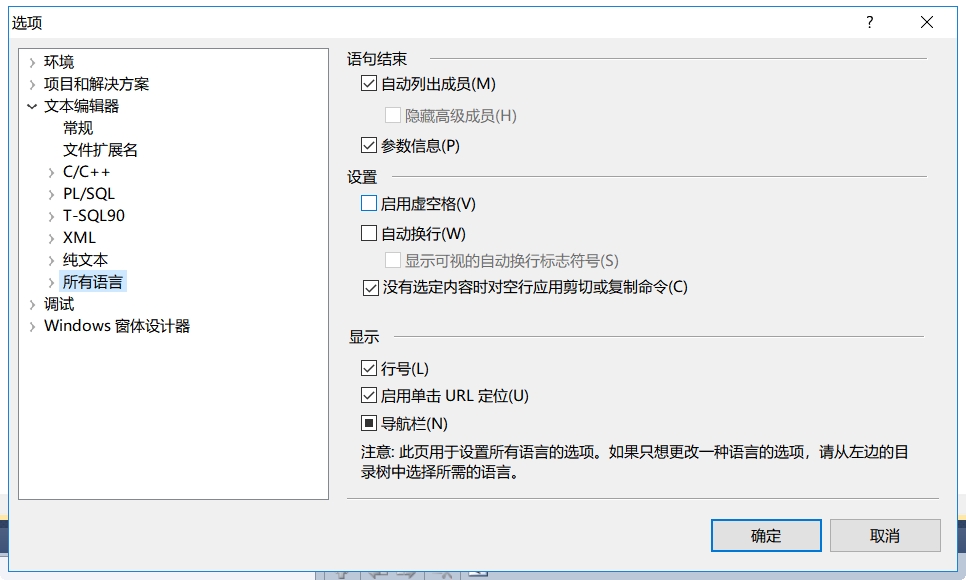 选项
环境
项目和解决方案
文本编辑器
常规
文件扩展名
C/C++
PL/SQL
T-SQL90
XML
纯文本
所有语言
调试
Windows 窗体设计器
语句结束
自动列出成员(M)
隐藏高级成员(H)
参数信息(P)
设置
启用虚空格(V)
自动换行(W)
显示可视的自动换行标志符号(S)
没有选定内容时对空行应用剪切或复制命令(C)
显示
行号(L)
启用单击 URL 定位(U)
导航栏(N)
注意: 此页用于设置所有语言的选项。如果只想更改一种语言的选项，请从左边的目
录树中选择所需的语言。
确定
取消